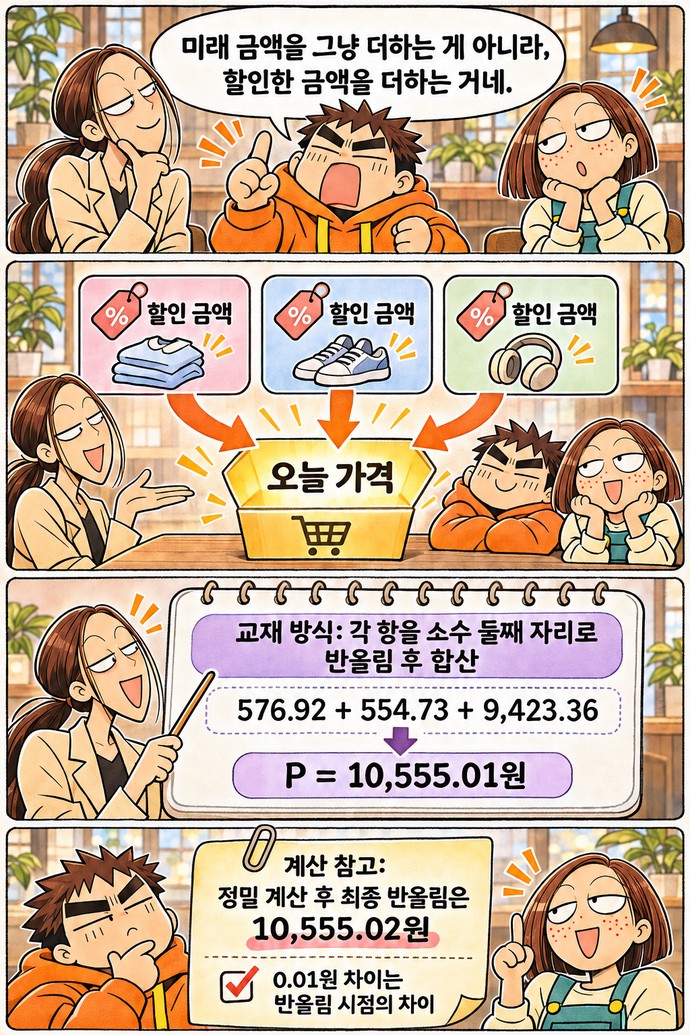 미래 금액을 그냥 더하는 게 아니라,
할인한 금액을 더하는 거네.
% 할인 금액
% 할인 금액
% 할인 금액
오늘 가격
교재 방식: 각 항을 소수 둘째 자리로
반올림 후 합산
576.92 + 554.73 + 9,423.36
P = 10,555.01원
계산 참고:
정밀 계산 후 최종 반올림은
10,555.02원
0.01원 차이는
반올림 시점의 차이